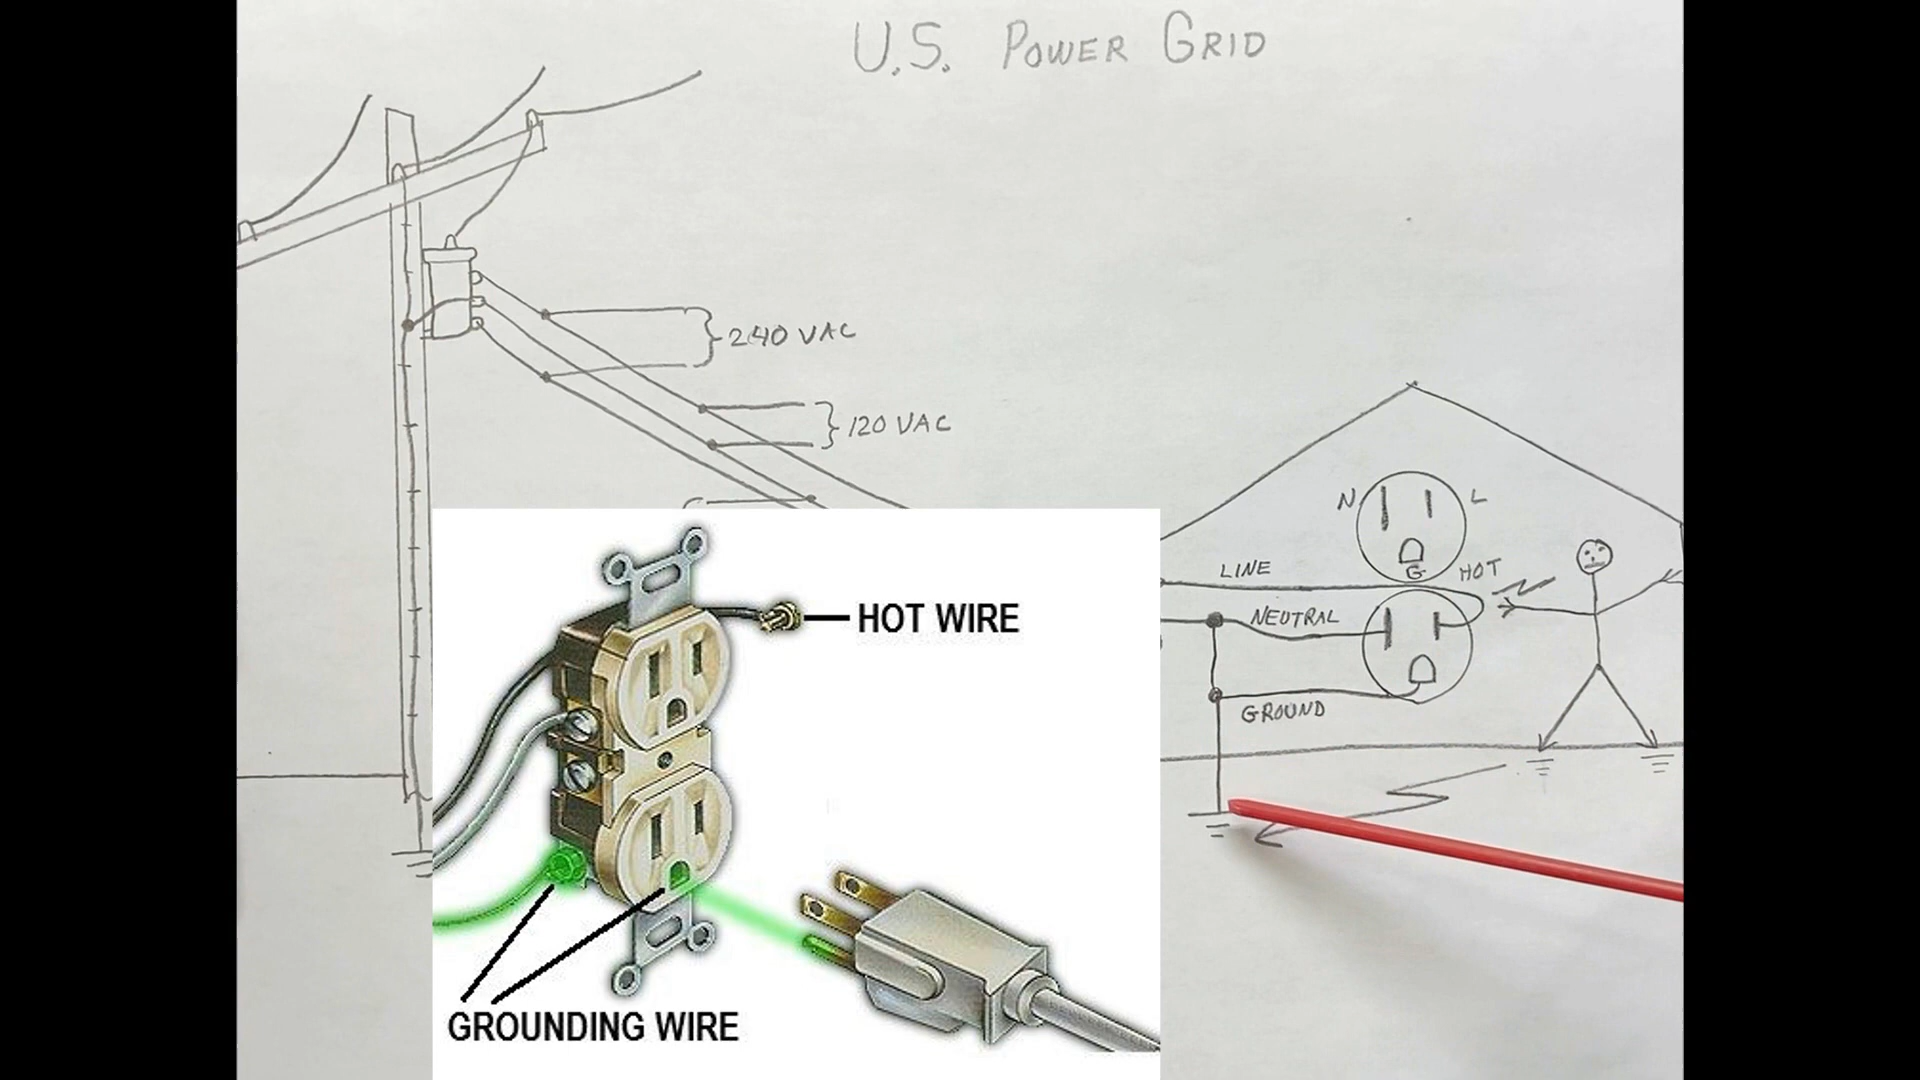 U.S. POWER GRID
240 VAC
120 VAC
N
L
G
LINE
HOT
NEUTRAL
GROUND
HOT WIRE
GROUNDING WIRE